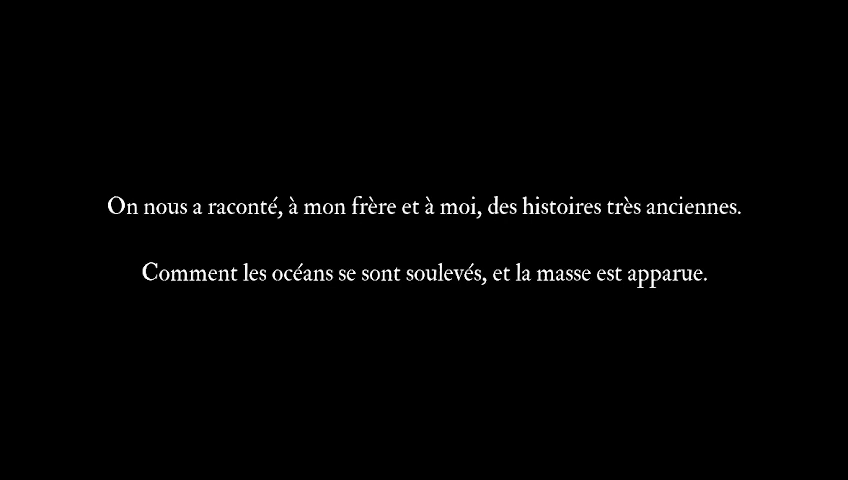 On nous a raconté, à mon frère et à moi, des histoires très anciennes.
Comment les océans se sont soulevés, et la masse est apparue.